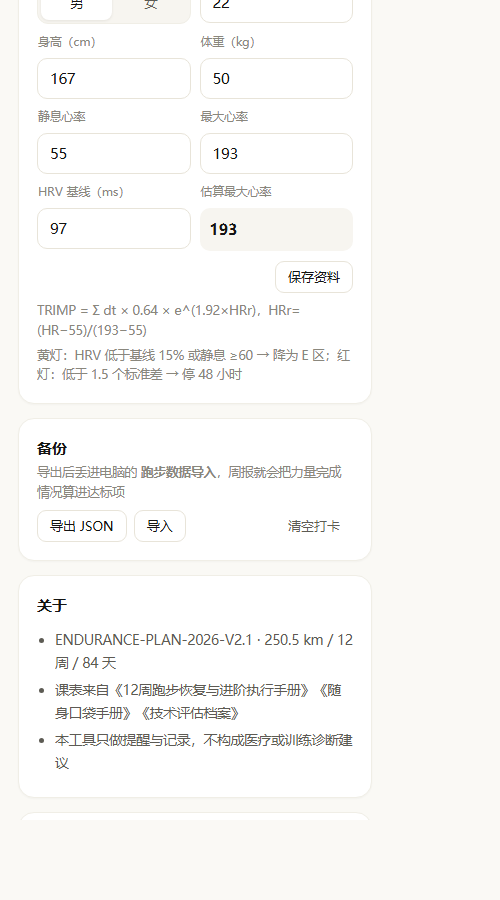 男 女 22
身高（cm） 体重（kg）
167 50
静息心率 最大心率
55 193
HRV 基线（ms） 估算最大心率
97 193
保存资料
TRIMP = Σ dt × 0.64 × e^(1.92×HRr)，HRr=
(HR−55)/(193−55)
黄灯：HRV 低于基线 15% 或静息 ≥60 → 降为 E 区；红
灯：低于 1.5 个标准差 → 停 48 小时
备份
导出后丢进电脑的 跑步数据导入，周报就会把力量完成
情况算进达标项
导出 JSON 导入 清空打卡
关于
ENDURANCE-PLAN-2026-V2.1 · 250.5 km / 12
周 / 84 天
课表来自《12周跑步恢复与进阶执行手册》《随
身口袋手册》《技术评估档案》
本工具只做提醒与记录，不构成医疗或训练诊断建
议